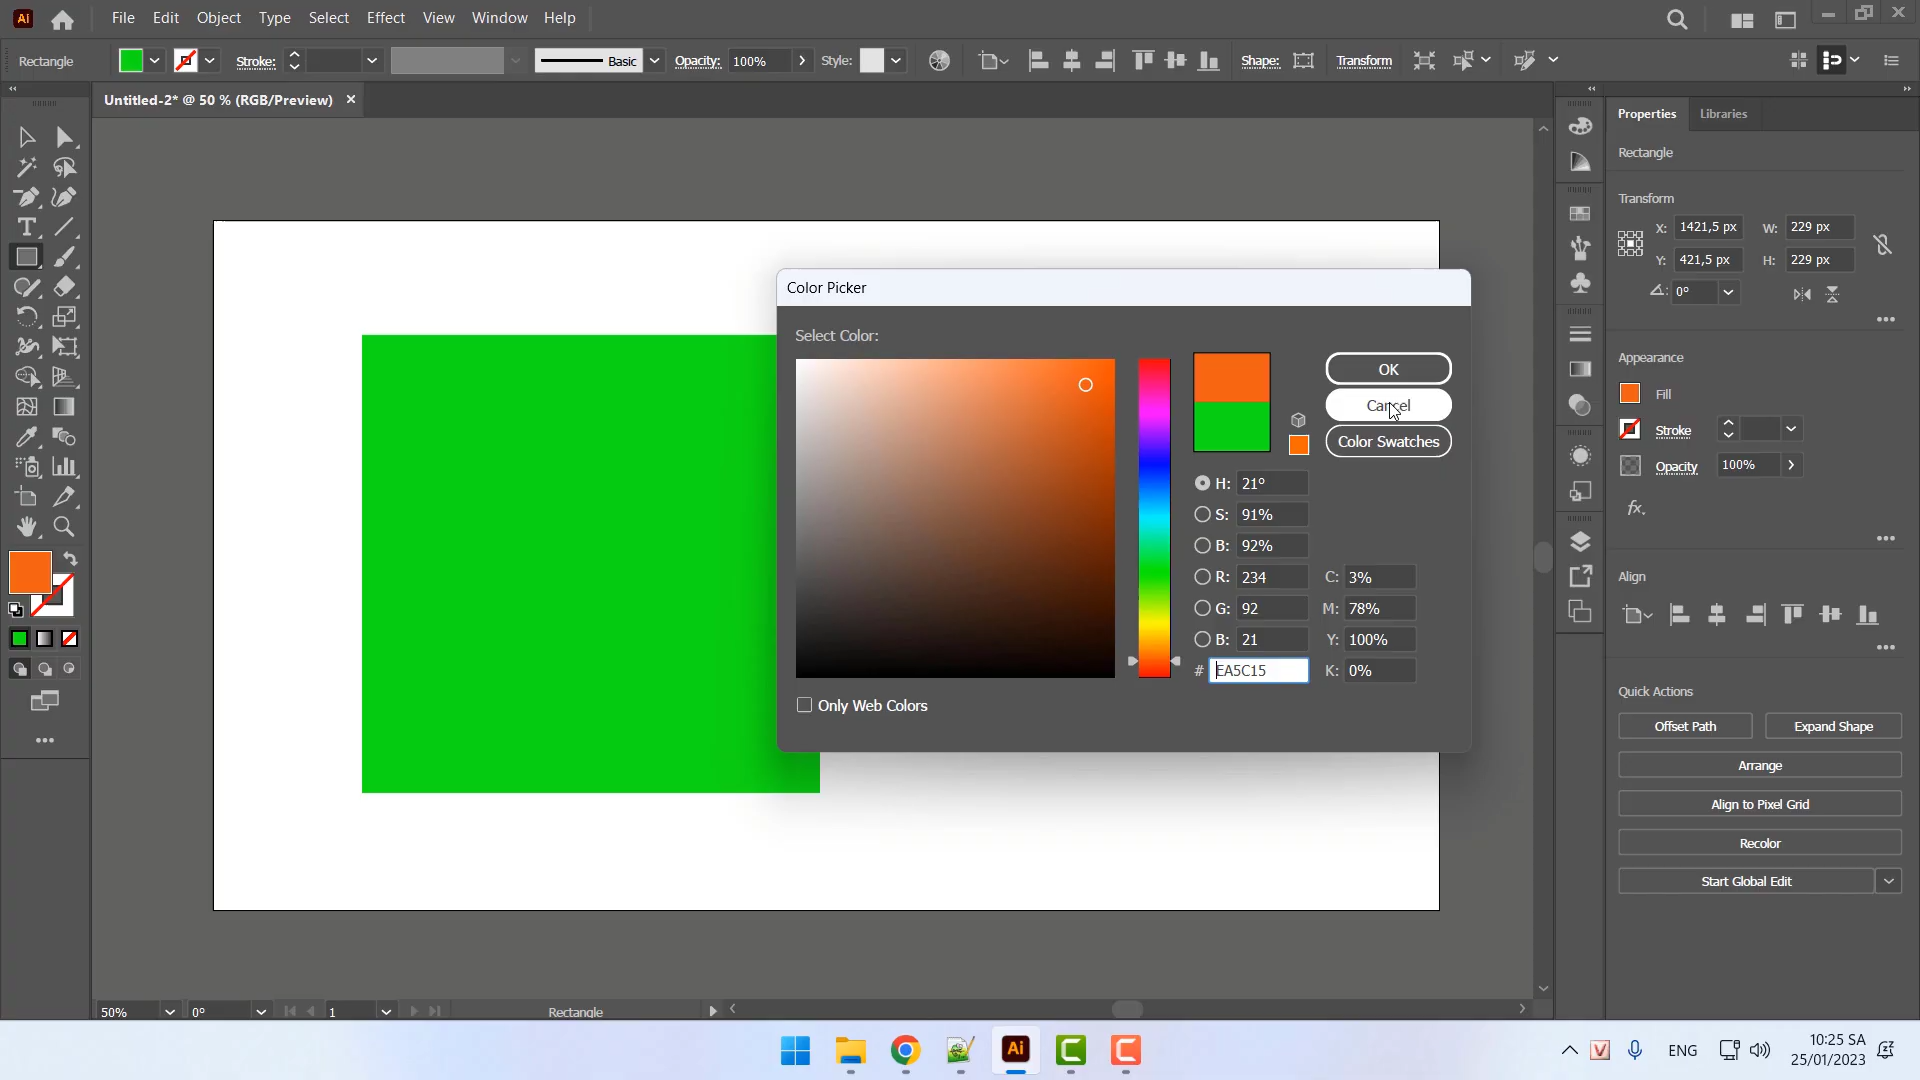 Ai File Edit Object Type Select Effect View Window Help
Rectangle Stroke: Basic Opacity: 100% Style: Shape: Transform
Untitled-2* @ 50 % (RGB/Preview) ×
Properties Libraries
Rectangle
Transform
X: 1421,5 px W: 229 px
Y: 421,5 px H: 229 px
0°
Appearance
Fill
Stroke
Opacity 100%
fx.
Align
Quick Actions
Offset Path Expand Shape
Arrange
Align to Pixel Grid
Recolor
Start Global Edit
Color Picker
Select Color:
OK
Cancel
Color Swatches
H: 21°
S: 91%
B: 92%
R: 234 C: 3%
G: 92 M: 78%
B: 21 Y: 100%
# EA5C15 K: 0%
Only Web Colors
50% 0° 1 Rectangle
Ai V ENG 10:25 SA
25/01/2023